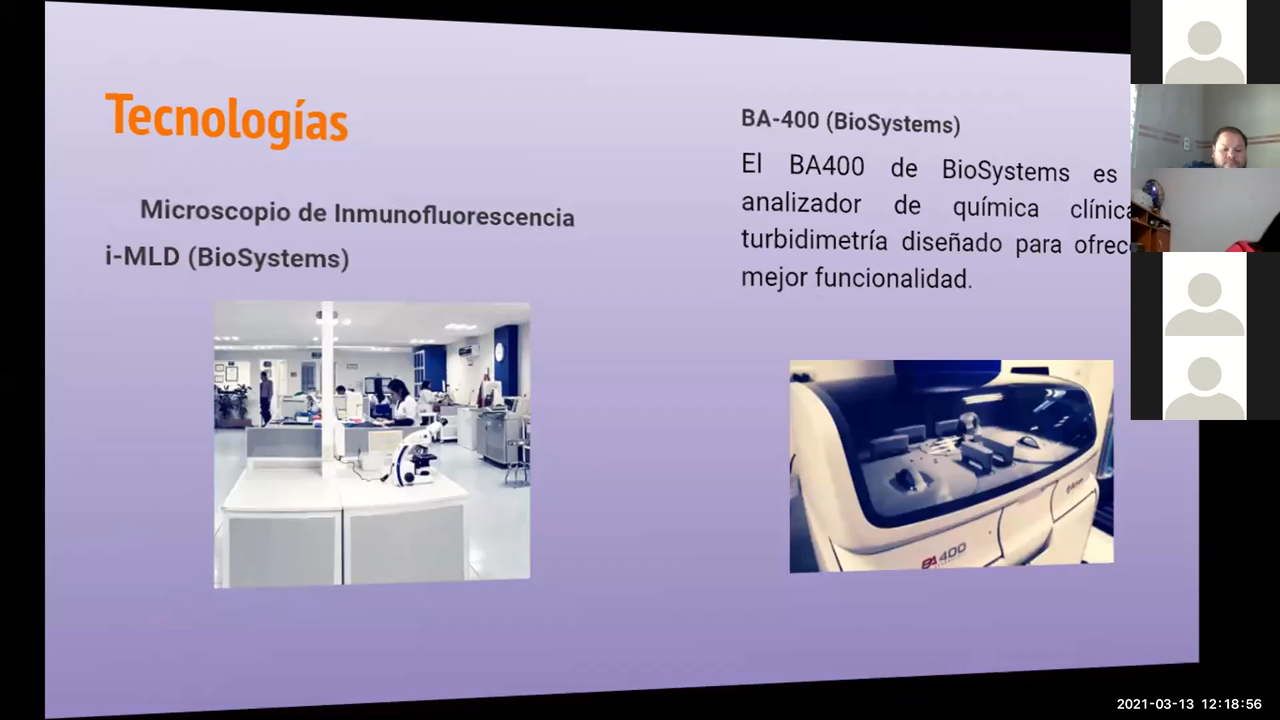 Tecnologías
Microscopio de Inmunofluorescencia
i-MLD (BioSystems)
BA-400 (BioSystems)
El BA400 de BioSystems es
analizador de química clínica
turbidimetría diseñado para
mejor funcionalidad.
BA400
2021-03-13 12:18:56